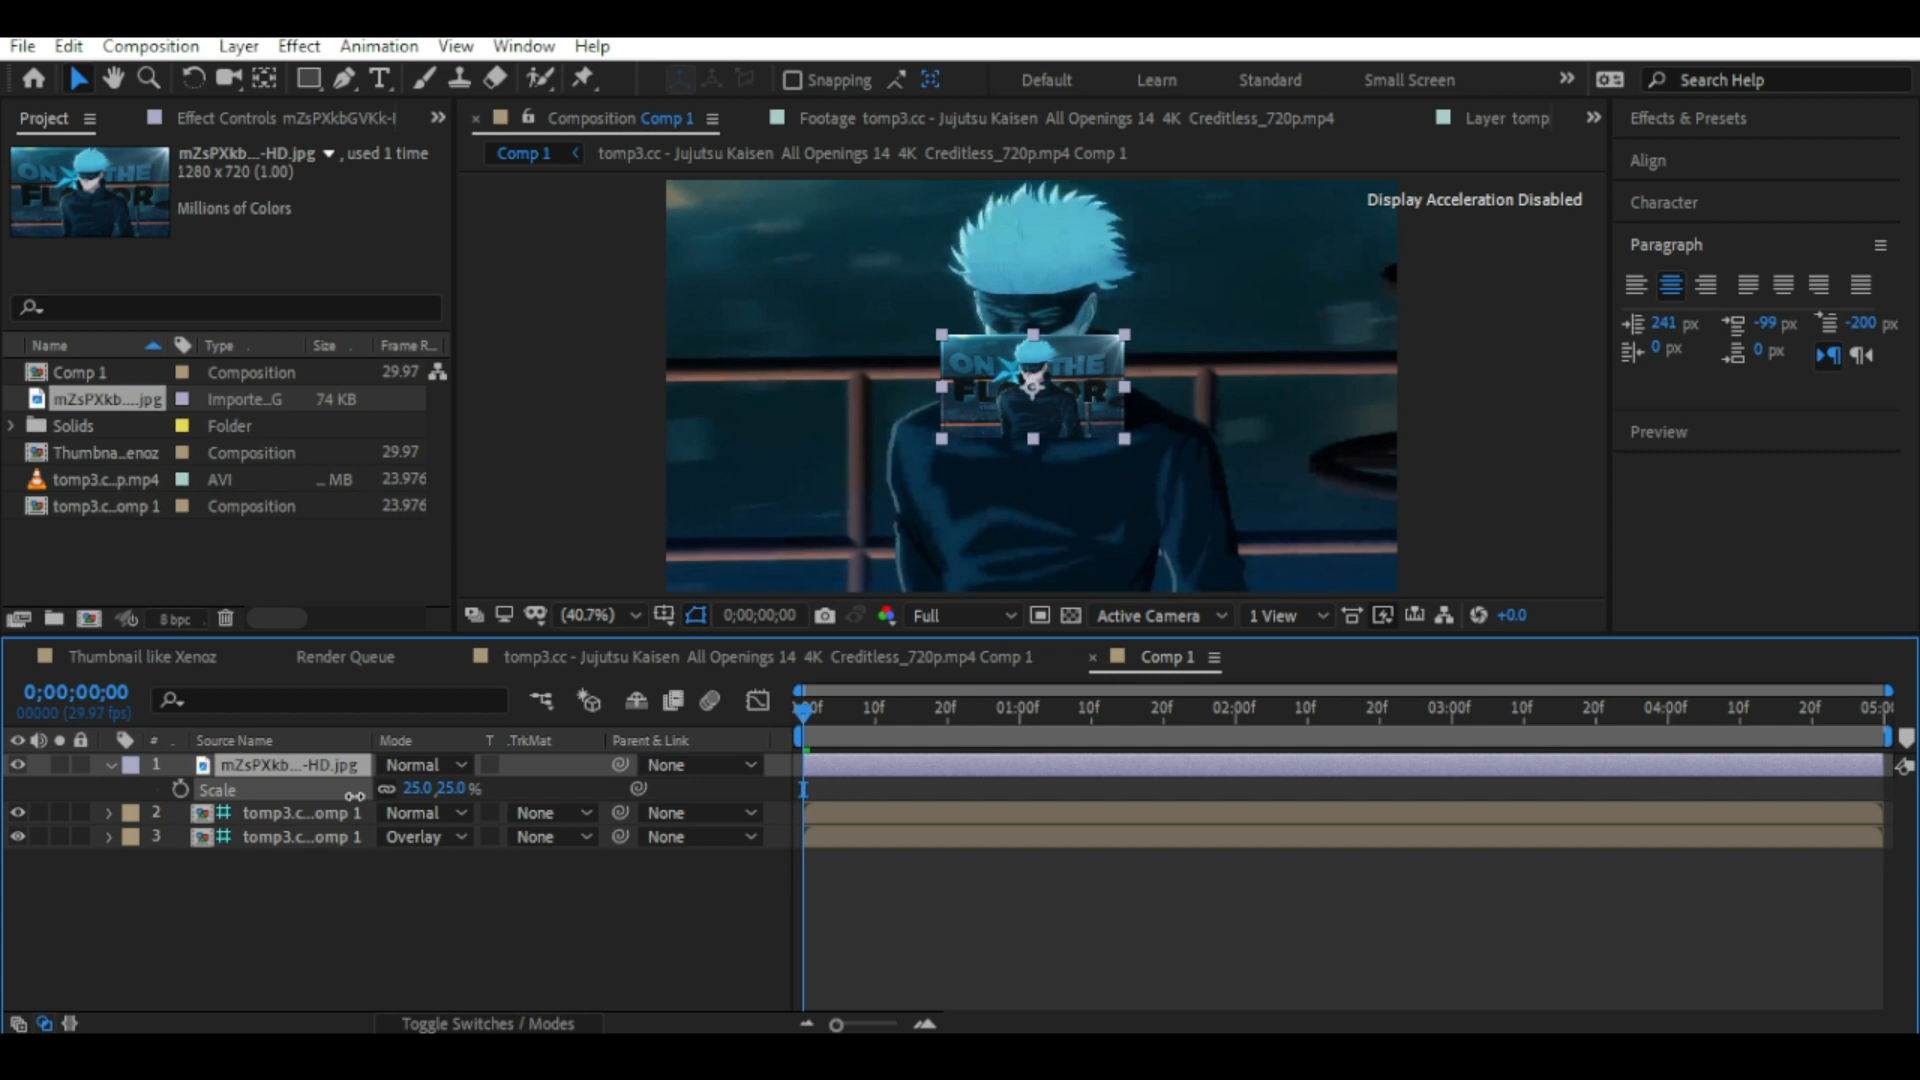 File Edit Composition Layer Effect Animation View Window Help
Snapping Default Learn Standard Small Screen Search Help
Project Effect Controls mZsPXkbGVKk-
Composition Comp 1 Footage tomp3.cc - Jujutsu Kaisen All Openings 14 4K Creditless_720p.mp4 Layer tomp
Effects & Presets
mZsPXkb...-HD.jpg , used 1 time
1280 x 720 (1.00)
Millions of Colors
Comp 1 tomp3.cc - Jujutsu Kaisen All Openings 14 4K Creditless_720p.mp4 Comp 1
Align
Character
Paragraph
241 px -99 px -200 px
0 px 0 px
Preview
Display Acceleration Disabled
ON THE
FLOOR
Name Type Size Frame R...
Comp 1 Composition 29.97
mZsPXkb....jpg Importe_G 74 KB
Solids Folder
Thumbna...enoz Composition 29.97
tomp3.c...p.mp4 AVI ... MB 23.976
tomp3.c...omp 1 Composition 23.976
8 bpc
(40.7%) 0;00;00;00 Full Active Camera 1 View +0.0
Thumbnail like Xenoz Render Queue tomp3.cc - Jujutsu Kaisen All Openings 14 4K Creditless_720p.mp4 Comp 1 × Comp 1
0;00;00;00
00000 (29.97 fps)
10f 20f 01:00f 10f 20f 02:00f 10f 20f 03:00f 10f 20f 04:00f 10f 20f 05:0
# Source Name Mode T .TrkMat Parent & Link
1 mZsPXkb...-HD.jpg Normal None
Scale 25.0,25.0 %
2 tomp3.c...omp 1 Normal None None
3 tomp3.c...omp 1 Overlay None None
Toggle Switches / Modes